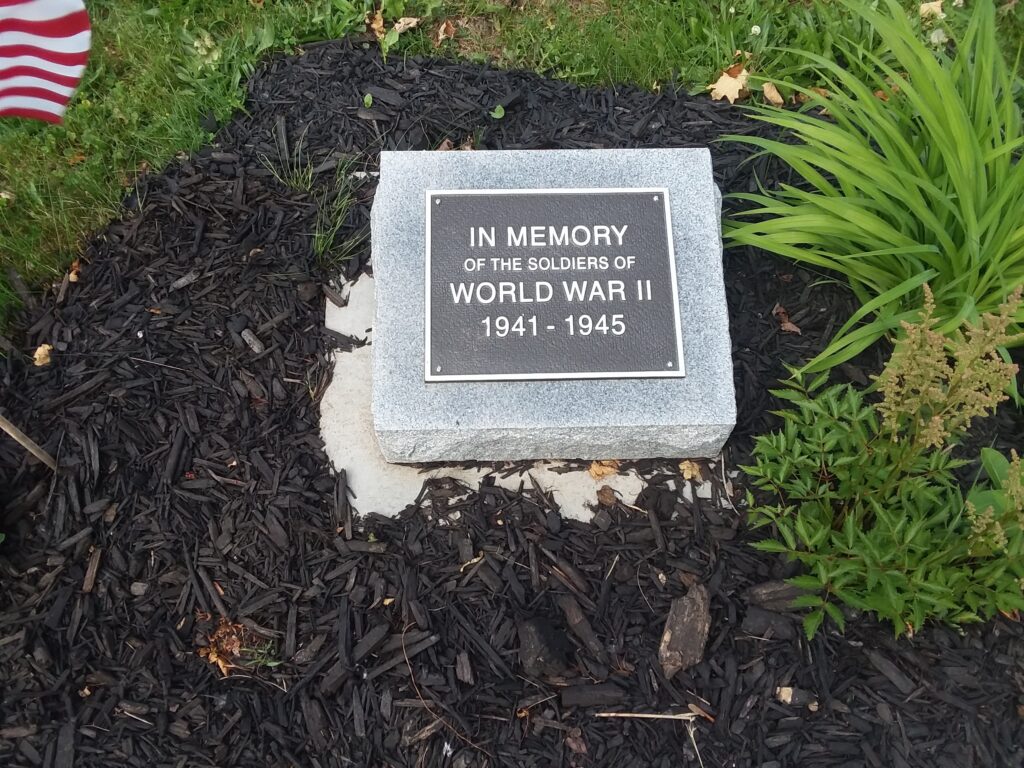 IN MEMORY
OF THE SOLDIERS OF
WORLD WAR II
1941 - 1945